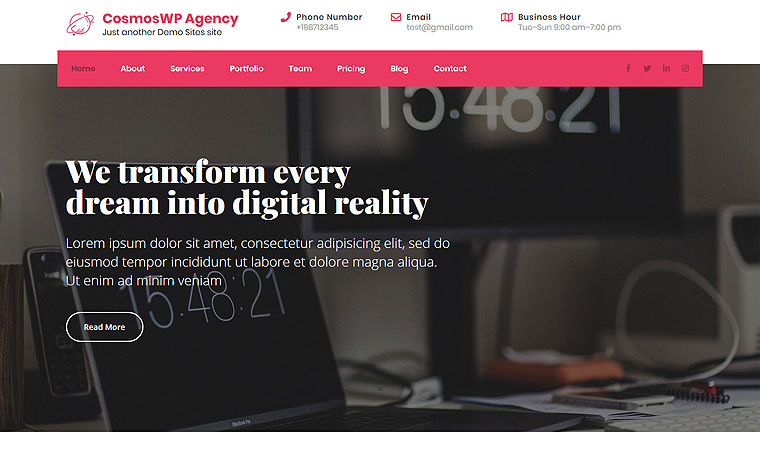 CosmosWP Agency
Just another Demo Sites site
Phone Number
+198712345
Email
test@gmail.com
Business Hour
Tue-Sun 9:00 am-7:00 pm
Home About Services Portfolio Team Pricing Blog Contact
15:48:21
We transform every
dream into digital reality
Lorem ipsum dolor sit amet, consectetur adipisicing elit, sed do
eiusmod tempor incididunt ut labore et dolore magna aliqua.
Ut enim ad minim veniam
15:48:21
Read More
MacBook Pro